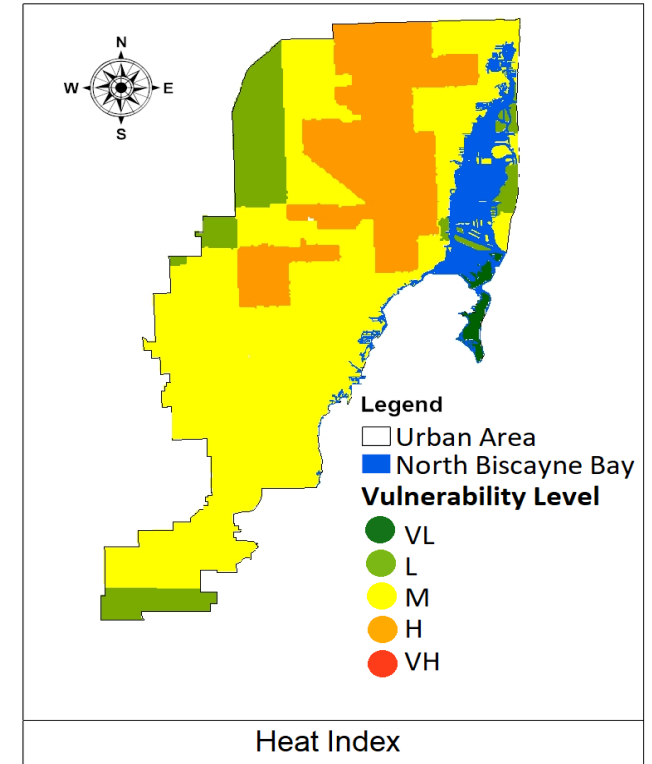 N
W E
S
Legend
Urban Area
North Biscayne Bay
Vulnerability Level
VL
L
M
H
VH
Heat Index